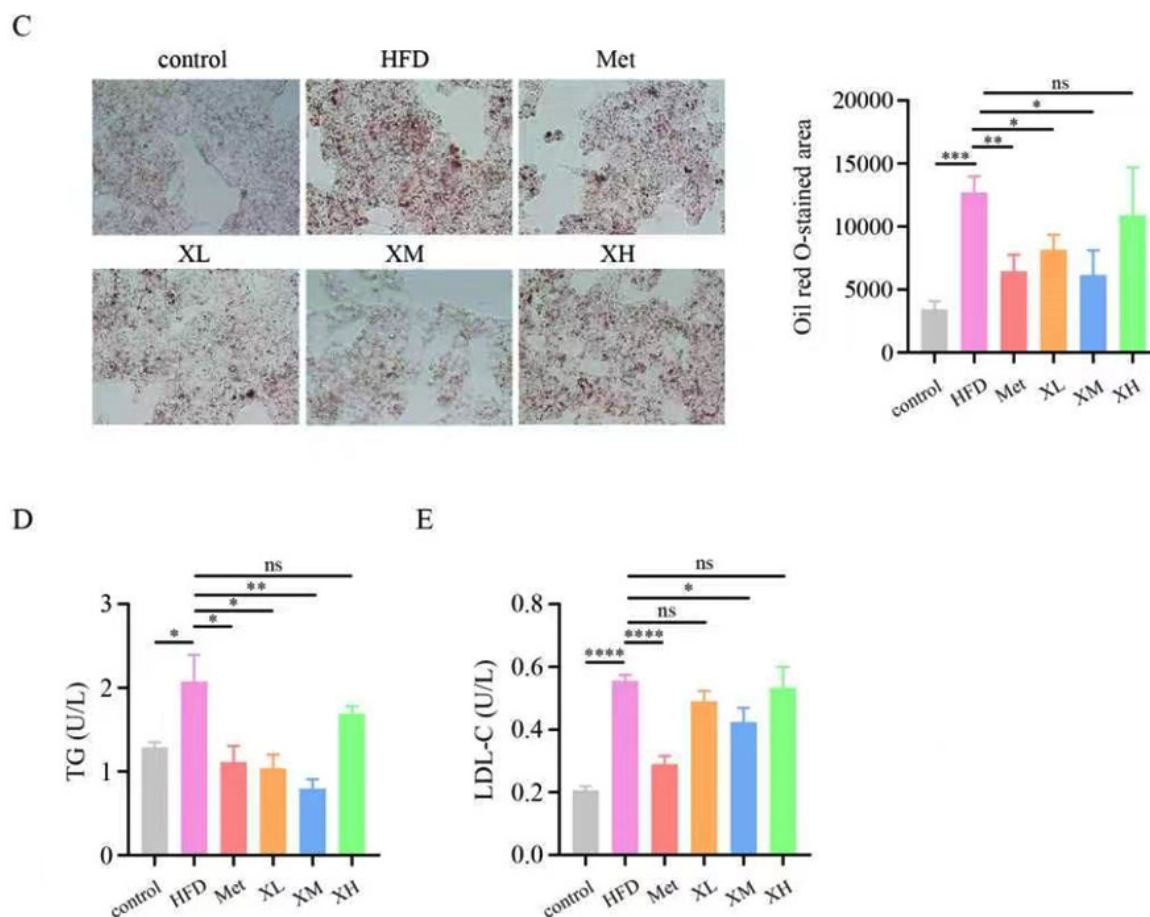 C
control HFD Met
XL XM XH
Oil red O-stained area
20000
15000
10000
5000
0
ns
*
*
**
***
control HFD Met XL XM XH
D
TG (U/L)
3
2
1
0
ns
**
*
*
*
control HFD Met XL XM XH
E
LDL-C (U/L)
0.8
0.6
0.4
0.2
0.0
ns
*
ns
****
****
control HFD Met XL XM XH